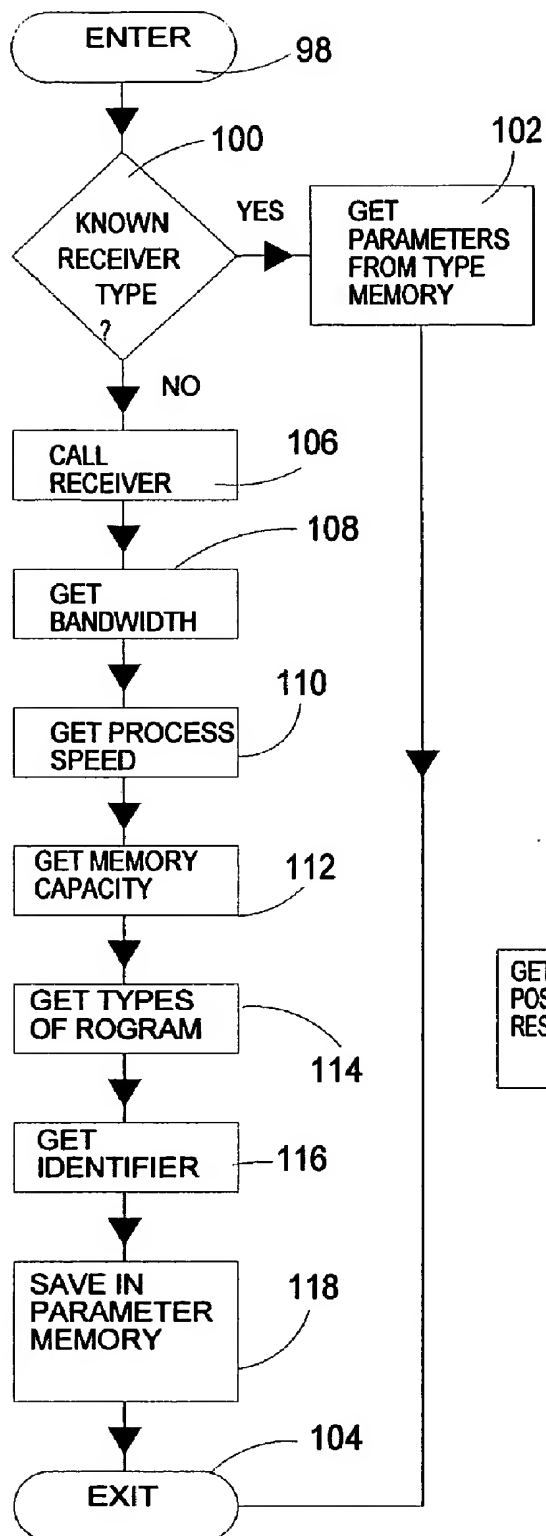 ENTER
98
100
102
KNOWN
RECEIVER
TYPE
?
YES
GET
PARAMETERS
FROM TYPE
MEMORY
NO
CALL
RECEIVER
106
108
GET
BANDWIDTH
110
GET PROCESS
SPEED
GET MEMORY
CAPACITY
112
GET TYPES
OF ROGRAM
114
GET
IDENTIFIER
116
SAVE IN
PARAMETER
MEMORY
118
104
EXIT
GET
POS
RES